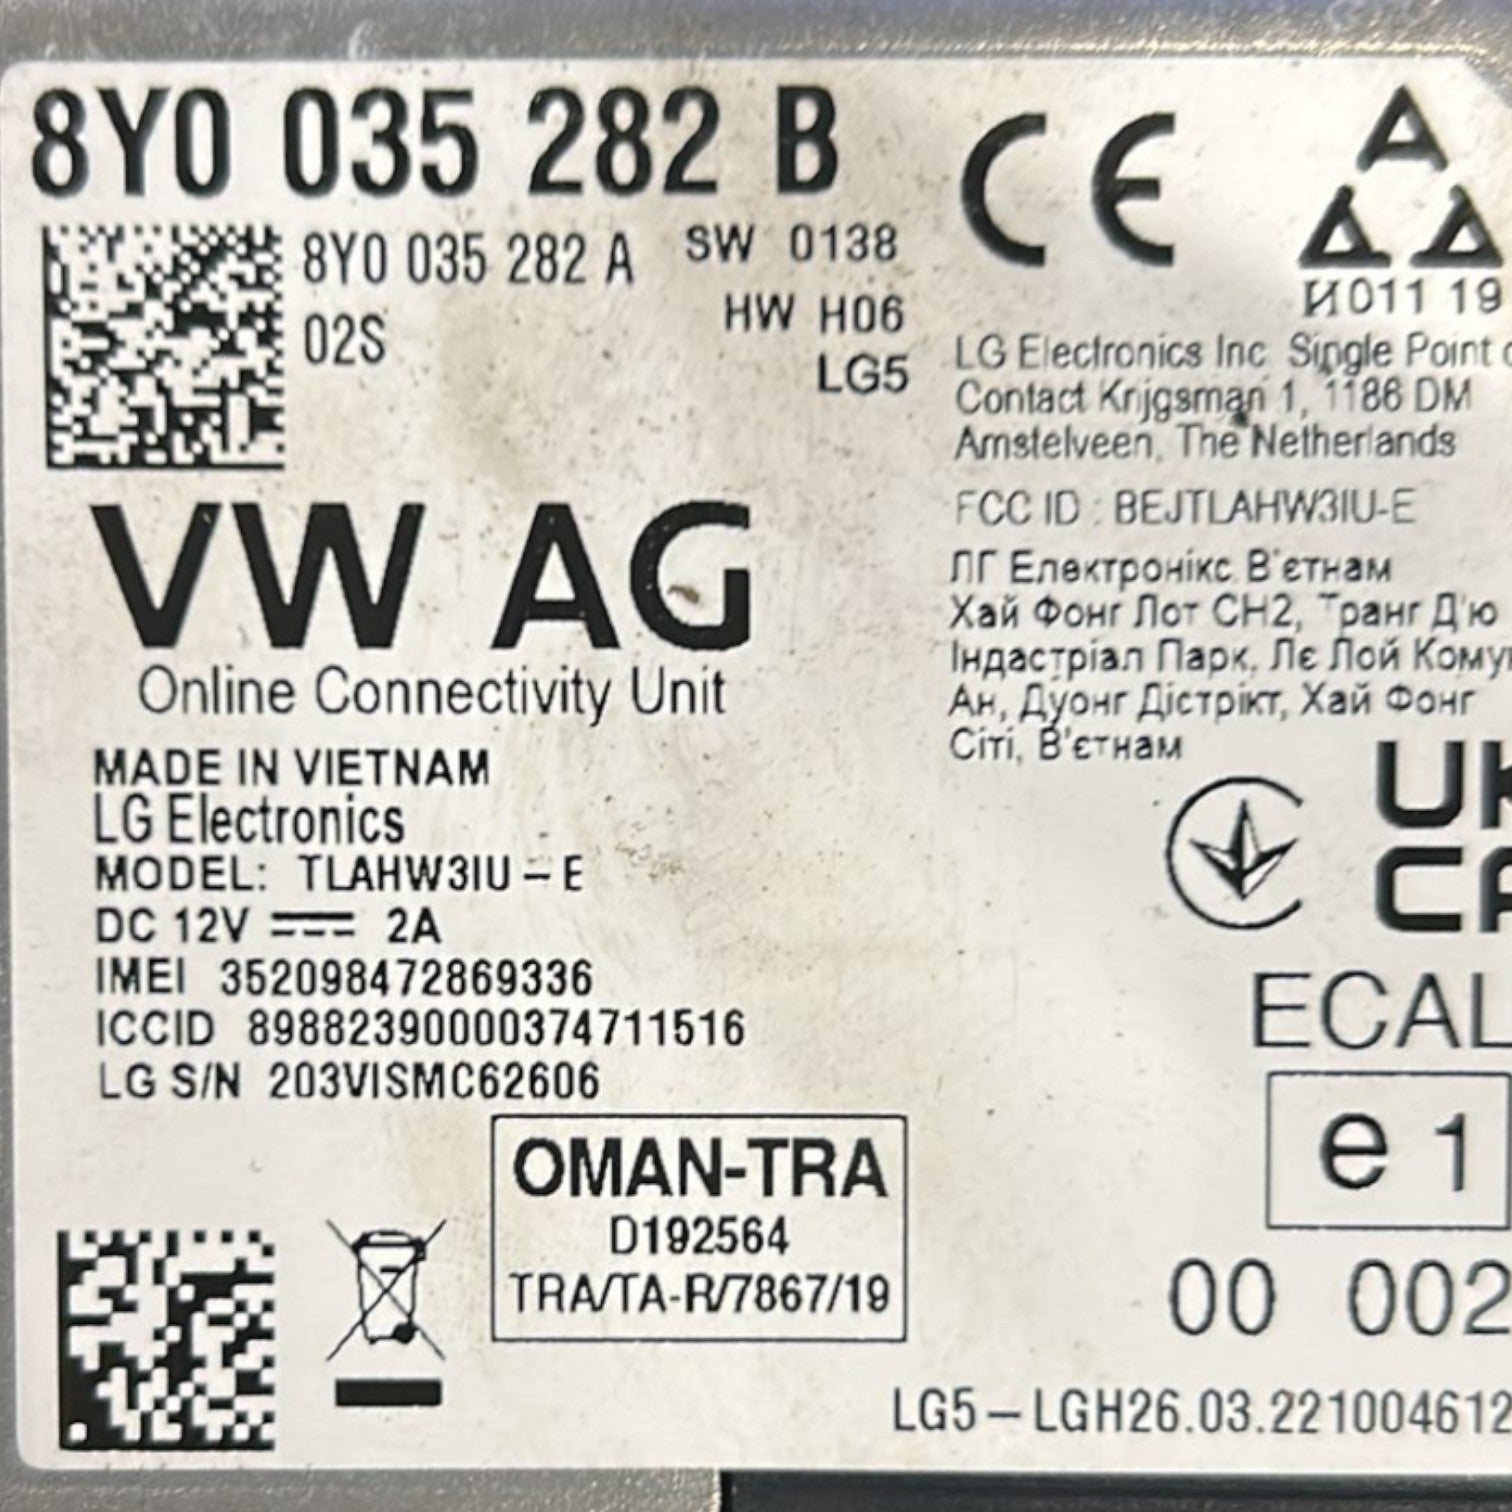 8Y0 035 282 B
8Y0 035 282 A
02S
SW 0138
HW H06
LG5
CE
И011 19
LG Electronics Inc Single Point
Contact Krijgsman 1, 1186 DM
Amstelveen, The Netherlands
FCC ID : BEJTLAHW3IU-E
ЛГ Електронікс В'єтнам
Хай Фонг Лот CH2, Транг Д'ю
Індастріал Парк, Лє Лой
Ан, Дуонг Дістрікт, Хай Фонг
Сіті, В'єтнам
VW AG
Online Connectivity Unit
MADE IN VIETNAM
LG Electronics
MODEL: TLAHW3IU-E
DC 12V 2A
IMEI 352098472869336
ICCID 89882390000374711516
LG S/N 203VISMC62606
UK
CA
ECAL
e1
00 002
OMAN-TRA
D192564
TRA/TA-R/7867/19
LG5-LGH26.03.221004612